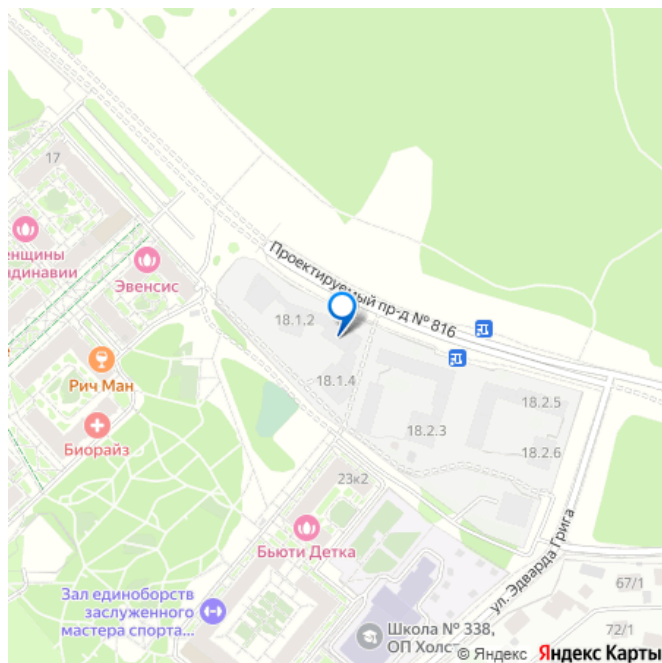 17
енщины
ндинавии
Эвенсис
Проектируемый пр-д № 816
18.1.2
е
Рич Ман
18.1.4
18.2.5
Биорайз
18.2.3
18.2.6
23к2
Бьюти Детка
ул. Эдварда Грига
67/1
Зал единоборств
заслуженного
мастера спорта...
Школа № 338,
ОП Холст
72/1
© Яндекс Яндекс Карты